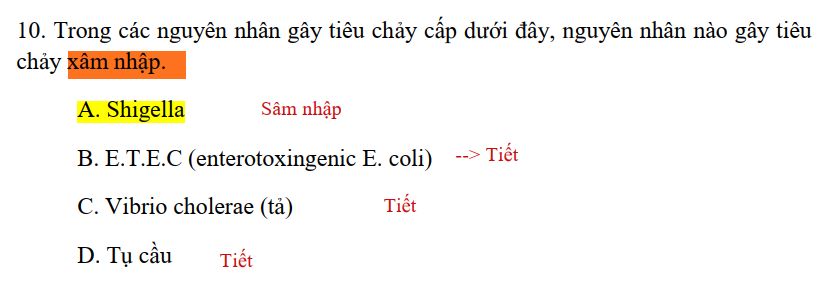 10. Trong các nguyên nhân gây tiêu chảy cấp dưới đây, nguyên nhân nào gây tiêu
chảy xâm nhập.
A. Shigella Sâm nhập
B. E.T.E.C (enterotoxingenic E. coli) --> Tiết
C. Vibrio cholerae (tả) Tiết
D. Tụ cầu Tiết